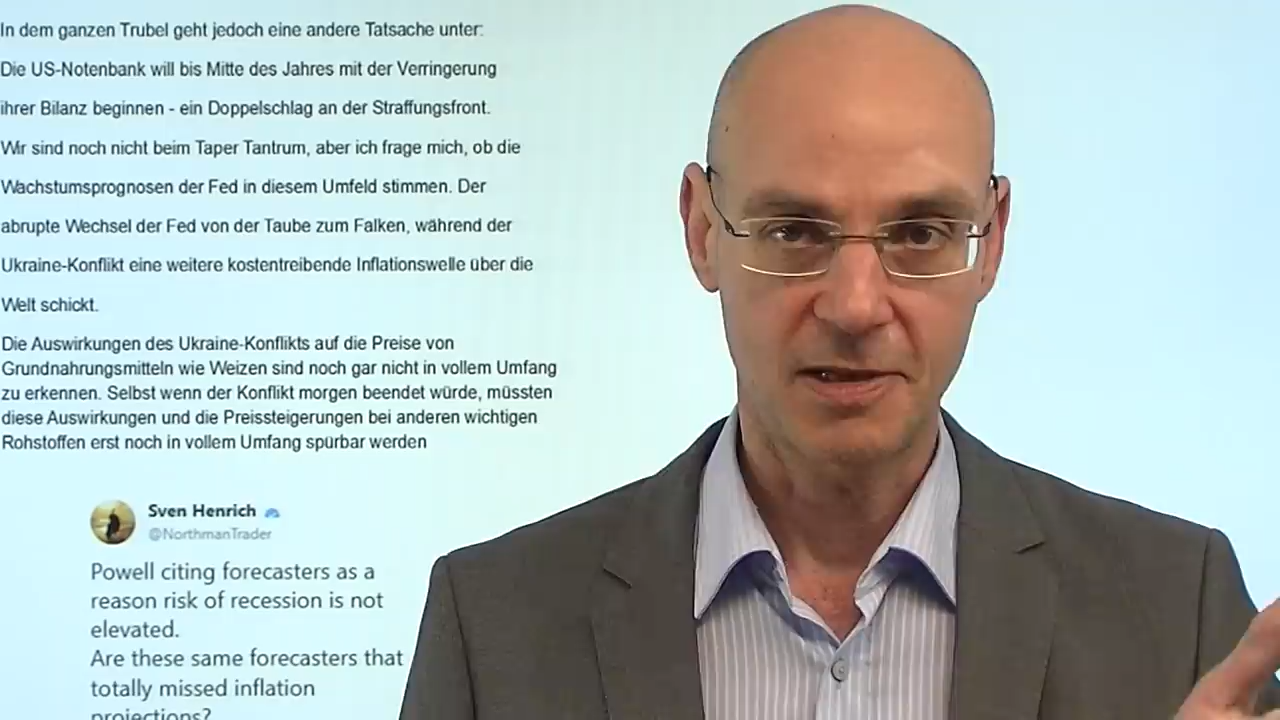 In dem ganzen Trubel geht jedoch eine andere Tatsache unter:
Die US-Notenbank will bis Mitte des Jahres mit der Verringerung
ihrer Bilanz beginnen - ein Doppelschlag an der Straffungsfront.
Wir sind noch nicht beim Taper Tantrum, aber ich frage mich, ob die
Wachstumsprognosen der Fed in diesem Umfeld stimmen. Der
abrupte Wechsel der Fed von der Taube zum Falken, während der
Ukraine-Konflikt eine weitere kostentreibende Inflationswelle über die
Welt schickt.
Die Auswirkungen des Ukraine-Konflikts auf die Preise von
Grundnahrungsmitteln wie Weizen sind noch gar nicht in vollem Umfang
zu erkennen. Selbst wenn der Konflikt morgen beendet würde, müssten
diese Auswirkungen und die Preissteigerungen bei anderen wichtigen
Rohstoffen erst noch in vollem Umfang spürbar werden
Sven Henrich
@NorthmanTrader
Powell citing forecasters as a
reason risk of recession is not
elevated.
Are these same forecasters that
totally missed inflation
projections?